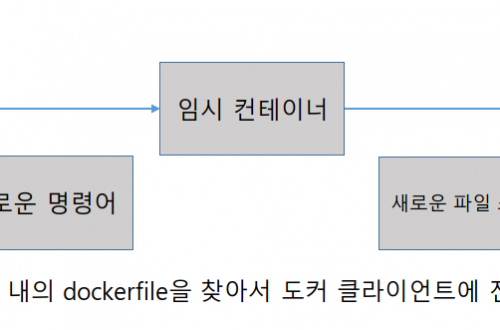 임시 컨테이너
로운 명령어
새로운 파일
내의 dockerfile을 찾아서 도커 클라이언트에